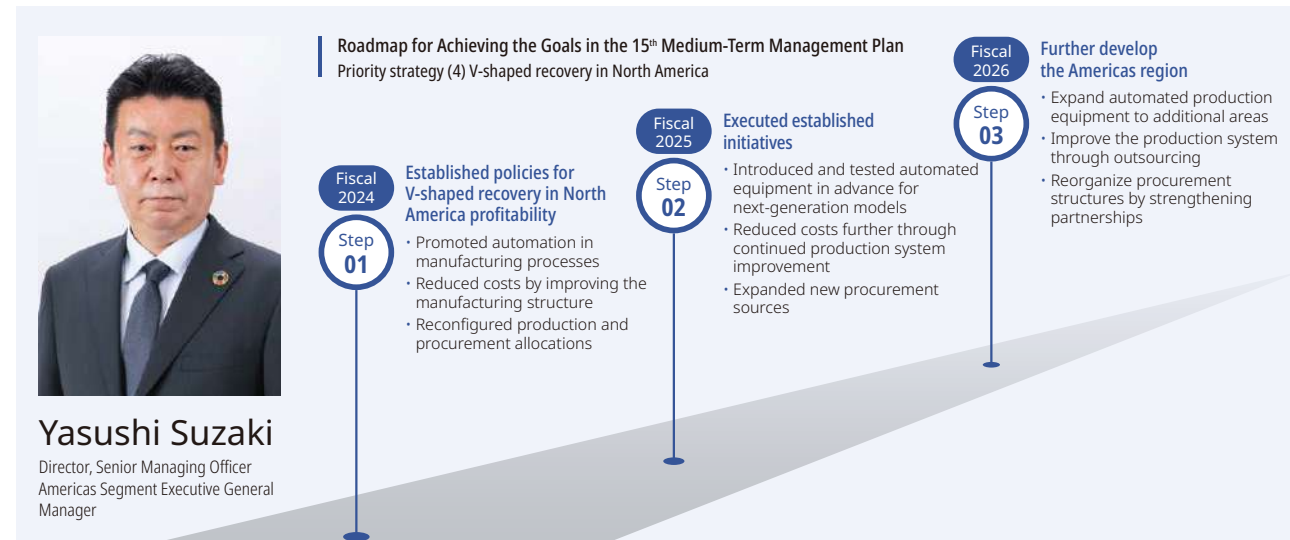 Roadmap for Achieving the Goals in the 15th Medium-Term Management Plan
Priority strategy (4) V-shaped recovery in North America
Fiscal
2024
Step
01
Established policies for
V-shaped recovery in North
America profitability
・Promoted automation in
manufacturing processes
・Reduced costs by improving the
manufacturing structure
・Reconfigured production and
procurement allocations
Fiscal
2025
Step
02
Executed established
initiatives
・Introduced and tested automated
equipment in advance for
next-generation models
・Reduced costs further through
continued production system
improvement
・Expanded new procurement
sources
Fiscal
2026
Step
03
Further develop
the Americas region
・Expand automated production
equipment to additional areas
・Improve the production system
through outsourcing
・Reorganize procurement
structures by strengthening
partnerships
Yasushi Suzaki
Director, Senior Managing Officer
Americas Segment Executive General
Manager